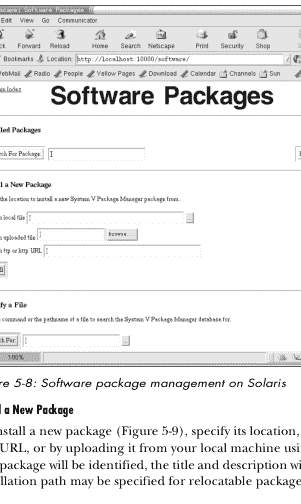 Software Packages
Edit View Go Communicator
Forward Reload Home Search Netscape Print Security Shop
Bookmarks Location: http://localhost:10000/software/
WebMail Radio People Yellow Pages Download Calendar Channels Sun
Index
Software Packages
led Packages
ch For Package
l a New Package
the location to install a new System V Package Manager package from..
local file
uploaded file Browse...
ftp or http URL
fy a File
command or the pathname of a file to search the System V Package Manager database for.
ch For
100%
e 5-8: Software package management on Solaris
l a New Package
nstall a new package (Figure 5-9), specify its location,
URL, or by uploading it from your local machine usi
package will be identified, the title and description wi
llation path may be specified for relocatable package